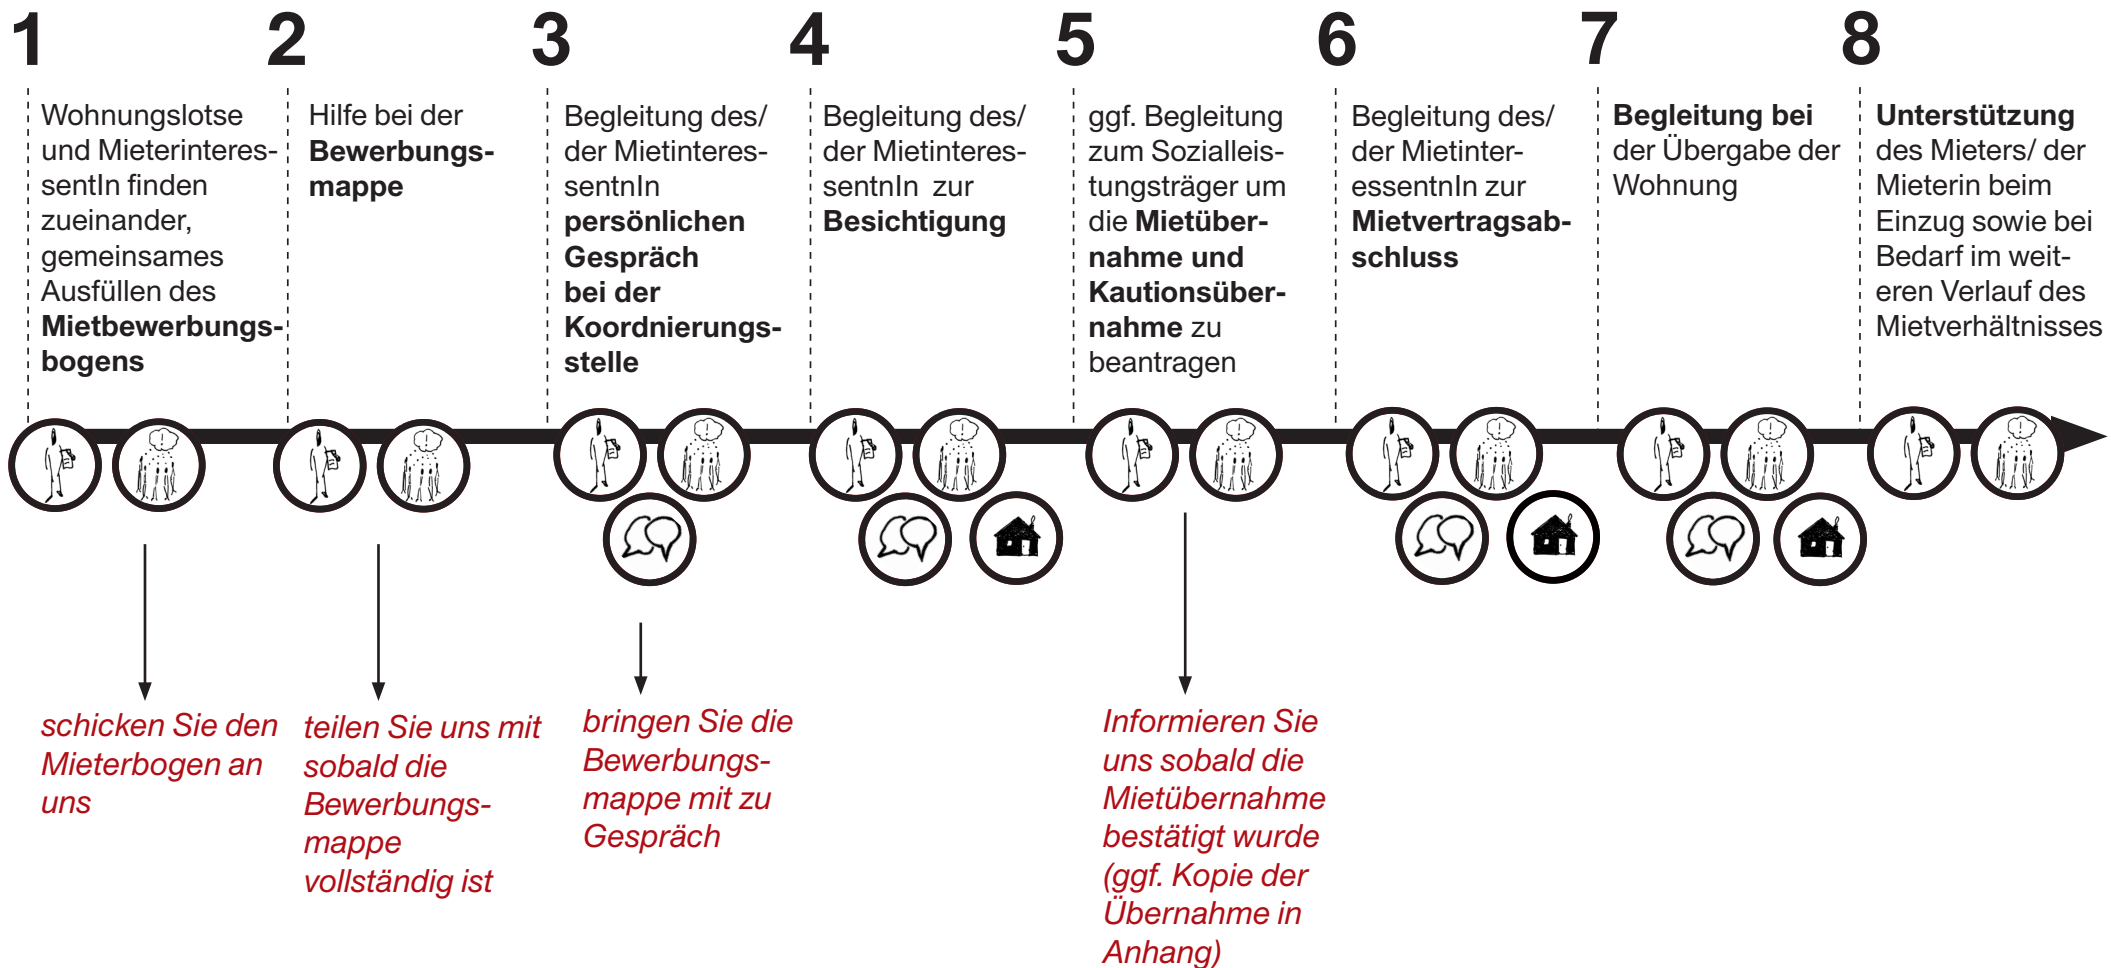 1
Wohnungslotse
und Mieterinteres-
sentIn finden
zueinander,
gemeinsames
Ausfüllen des
Mietbewerbungs-
bogens
schicken Sie den
Mieterbogen an
uns
2
Hilfe bei der
Bewerbungs-
mappe
teilen Sie uns mit
sobald die
Bewerbungs-
mappe
vollständig ist
3
Begleitung des/
der Mietinteres-
sentnIn
persönlichen
Gespräch
bei der
Koordnierungs-
stelle
bringen Sie die
Bewerbungs-
mappe mit zu
Gespräch
4
Begleitung des/
der Mietinteres-
sentnIn zur
Besichtigung
5
ggf. Begleitung
zum Sozialleis-
tungsträger um
die Mietüber-
nahme und
Kautionsüber-
nahme zu
beantragen
Informieren Sie
uns sobald die
Mietübernahme
bestätigt wurde
(ggf. Kopie der
Übernahme in
Anhang)
6
Begleitung des/
der Mietinter-
essentnIn zur
Mietvertragsab-
schluss
7
Begleitung bei
der Übergabe der
Wohnung
8
Unterstützung
des Mieters/ der
Mieterin beim
Einzug sowie bei
Bedarf im weit-
eren Verlauf des
Mietverhältnisses